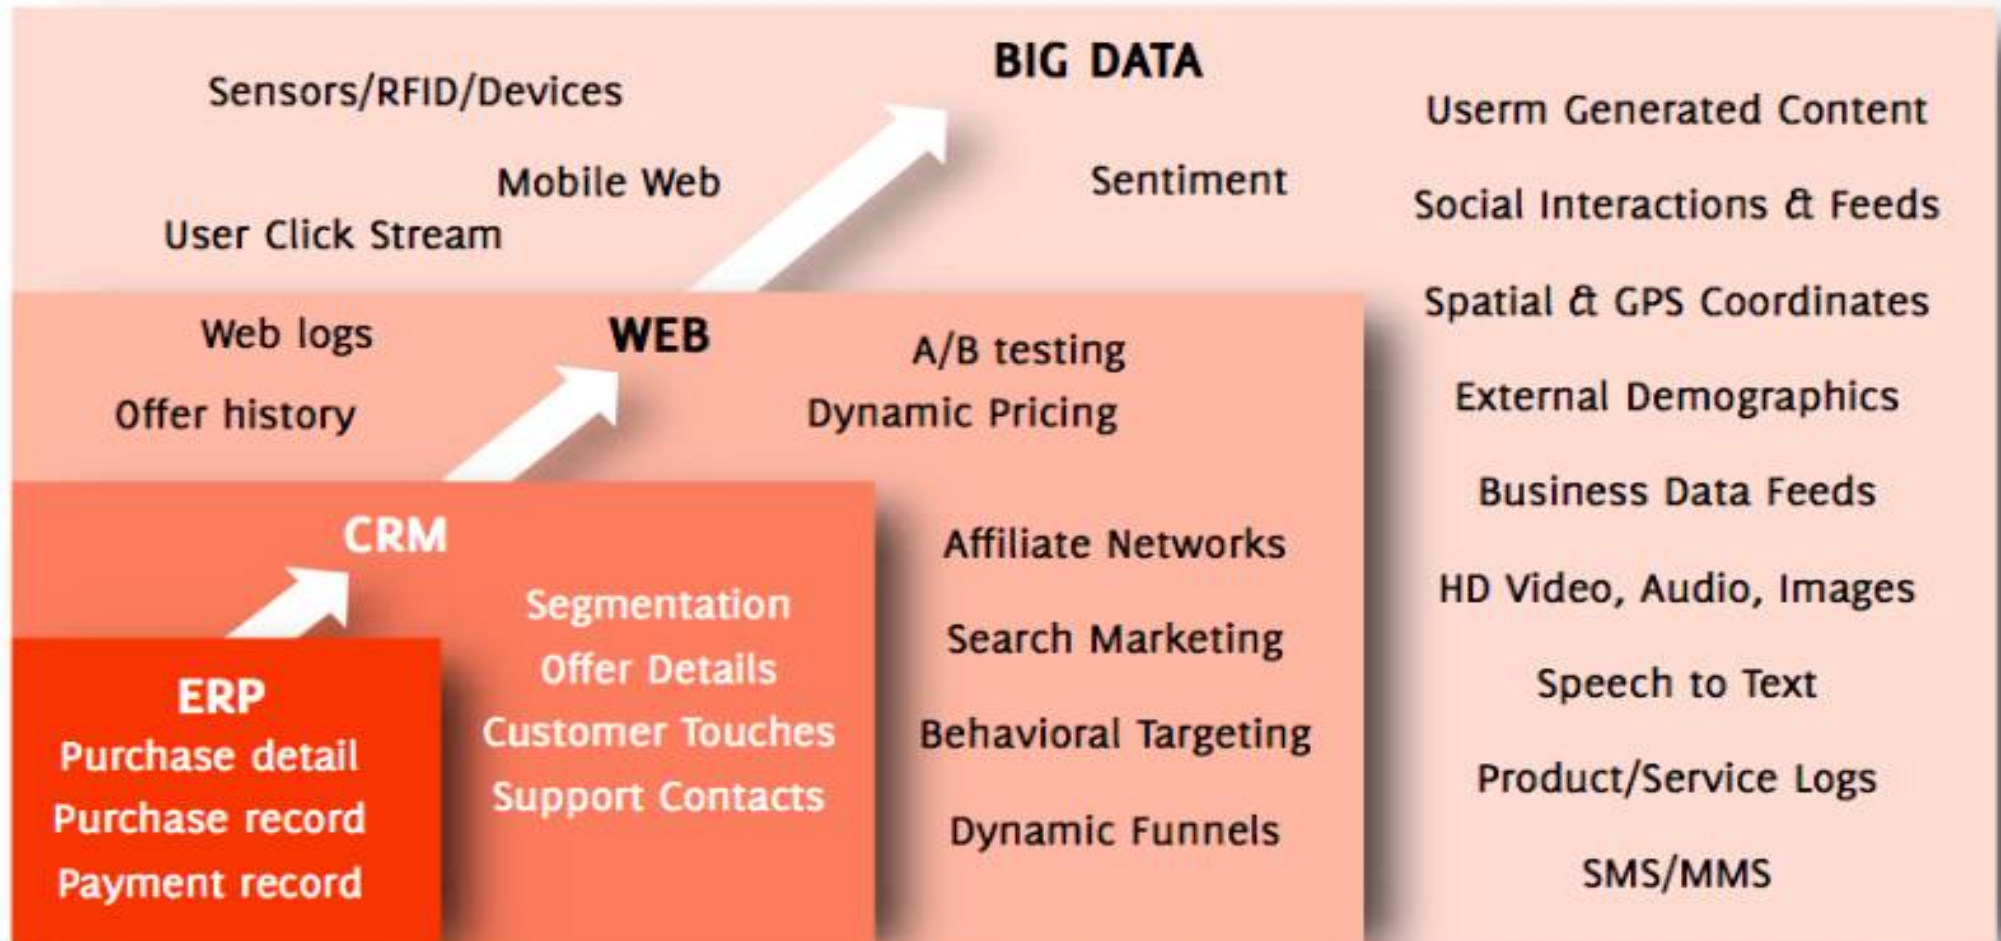 BIG DATA
Sensors/RFID/Devices
Mobile Web
User Click Stream
Sentiment
Userm Generated Content
Social Interactions & Feeds
Spatial & GPS Coordinates
External Demographics
Business Data Feeds
HD Video, Audio, Images
Speech to Text
Product/Service Logs
SMS/MMS
WEB
Web logs
Offer history
A/B testing
Dynamic Pricing
Affiliate Networks
Search Marketing
Behavioral Targeting
Dynamic Funnels
CRM
Segmentation
Offer Details
Customer Touches
Support Contacts
ERP
Purchase detail
Purchase record
Payment record